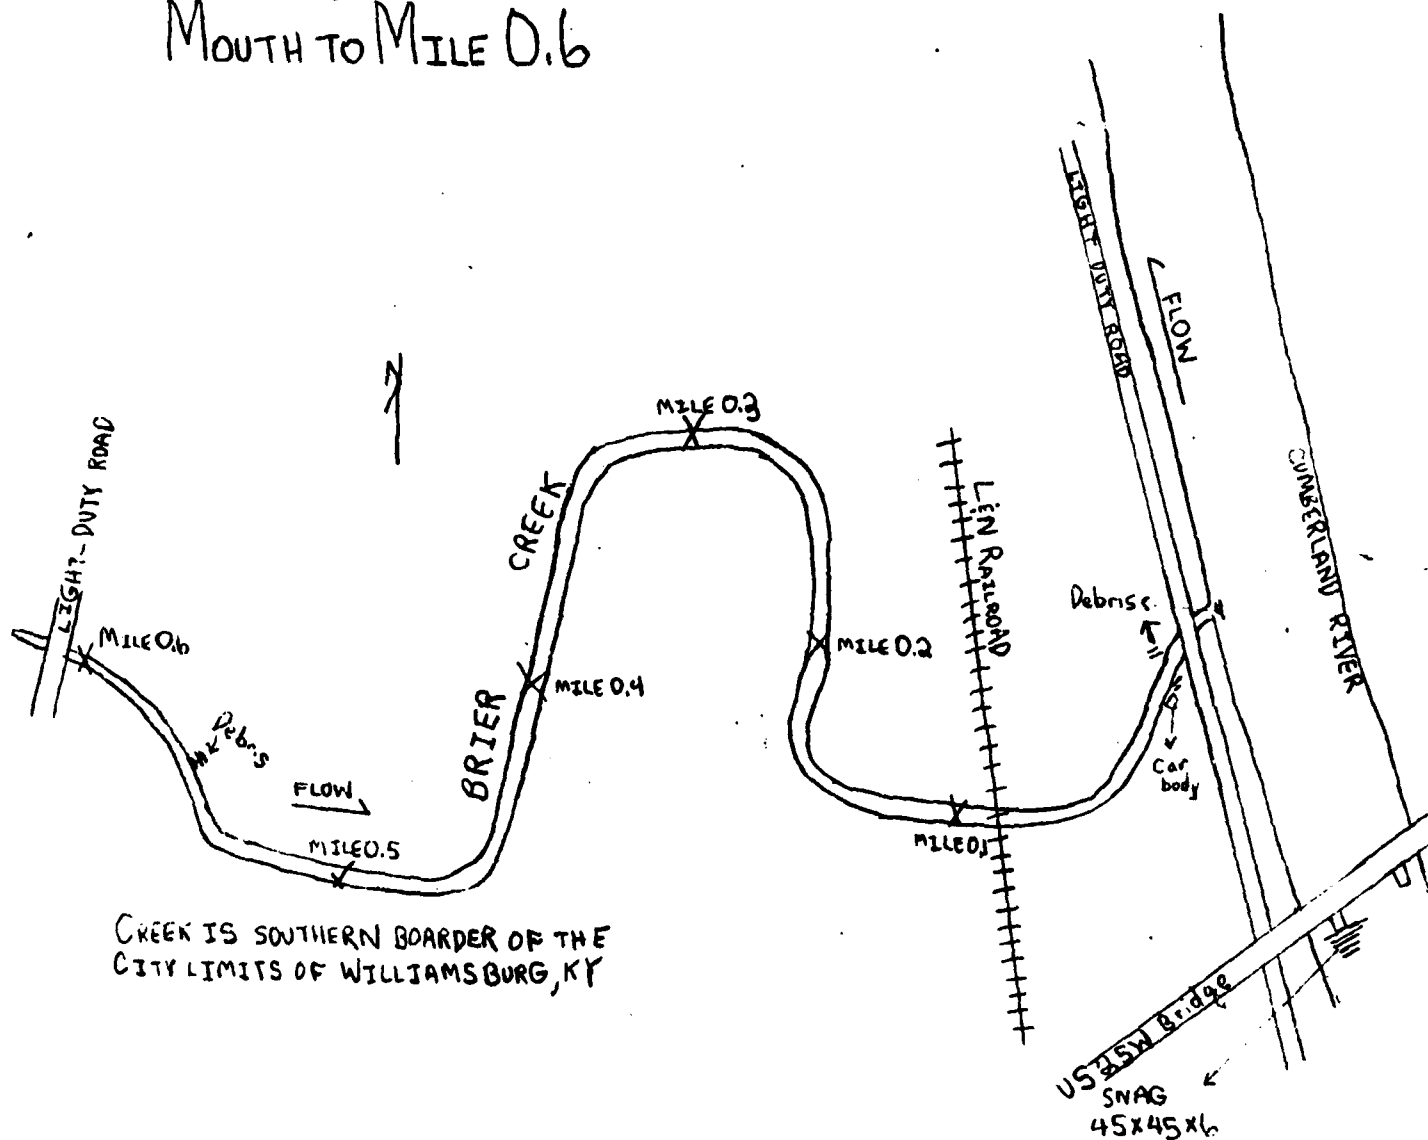 MOUTH TO MILE 0.6
LIGHT DUTY ROAD
FLOW
N
MILE 0.3
LIGHT-DUTY ROAD
CREEK
L&N RAILROAD
CUMBERLAND RIVER
Debris
MILE 0.6
MILE 0.2
MILE 0.4
BRIER
Debris
Car
body
FLOW
MILE 0.1
MILE 0.5
CREEK IS SOUTHERN BOARDER OF THE
CITY LIMITS OF WILLIAMSBURG, KY
Bridge
SNAG
45x45x6